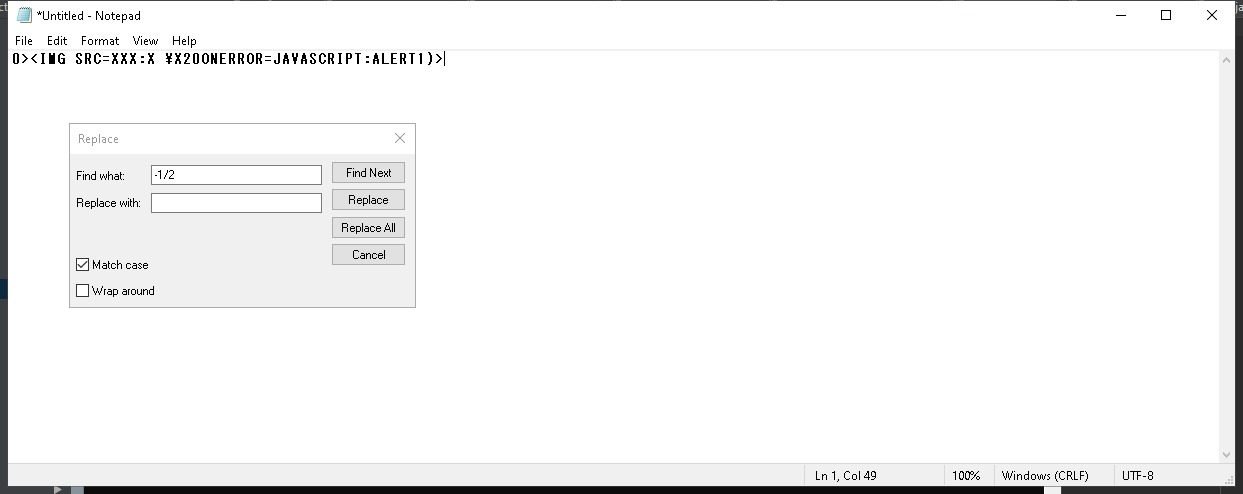 *Untitled - Notepad
File Edit Format View Help
0><IMG SRC=XXX:X ¥X20ONERROR=JAVASCRIPT:ALERT1)>
Replace
Find what: -1/2 Find Next
Replace with: Replace
Replace All
Cancel
Match case
Wrap around
Ln 1, Col 49 100% Windows (CRLF) UTF-8